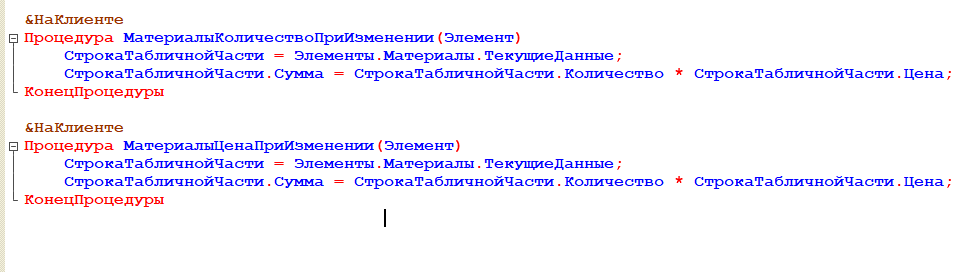 &НаКлиенте
Процедура МатериалыКоличествоПриИзменении(Элемент)
СтрокаТабличнойЧасти = Элементы.Материалы.ТекущиеДанные;
СтрокаТабличнойЧасти.Сумма = СтрокаТабличнойЧасти.Количество * СтрокаТабличнойЧасти.Цена;
КонецПроцедуры
&НаКлиенте
Процедура МатериалыЦенаПриИзменении(Элемент)
СтрокаТабличнойЧасти = Элементы.Материалы.ТекущиеДанные;
СтрокаТабличнойЧасти.Сумма = СтрокаТабличнойЧасти.Количество * СтрокаТабличнойЧасти.Цена;
КонецПроцедуры